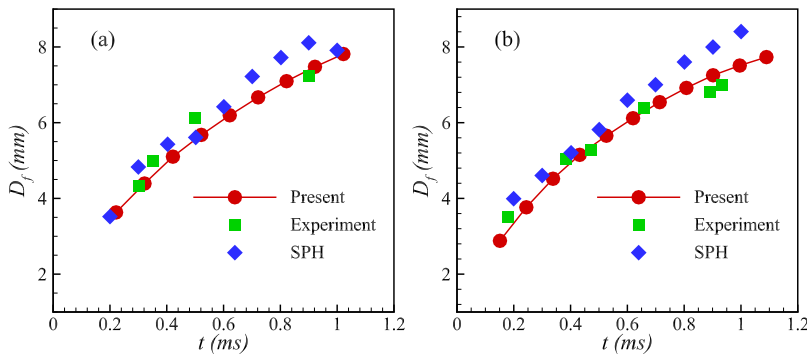 (a)
8
6
4
2
D_f (mm)
Present
Experiment
SPH
0 0.2 0.4 0.6 0.8 1 1.2
t (ms)
(b)
8
6
4
2
D_f (mm)
Present
Experiment
SPH
0 0.2 0.4 0.6 0.8 1 1.2
t (ms)